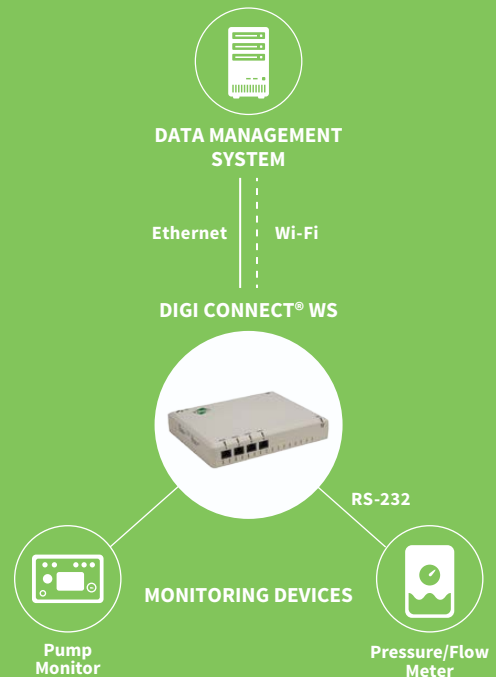 DATA MANAGEMENT
SYSTEM
Ethernet
Wi-Fi
DIGI CONNECT® WS
RS-232
MONITORING DEVICES
Pump
Monitor
Pressure/Flow
Meter